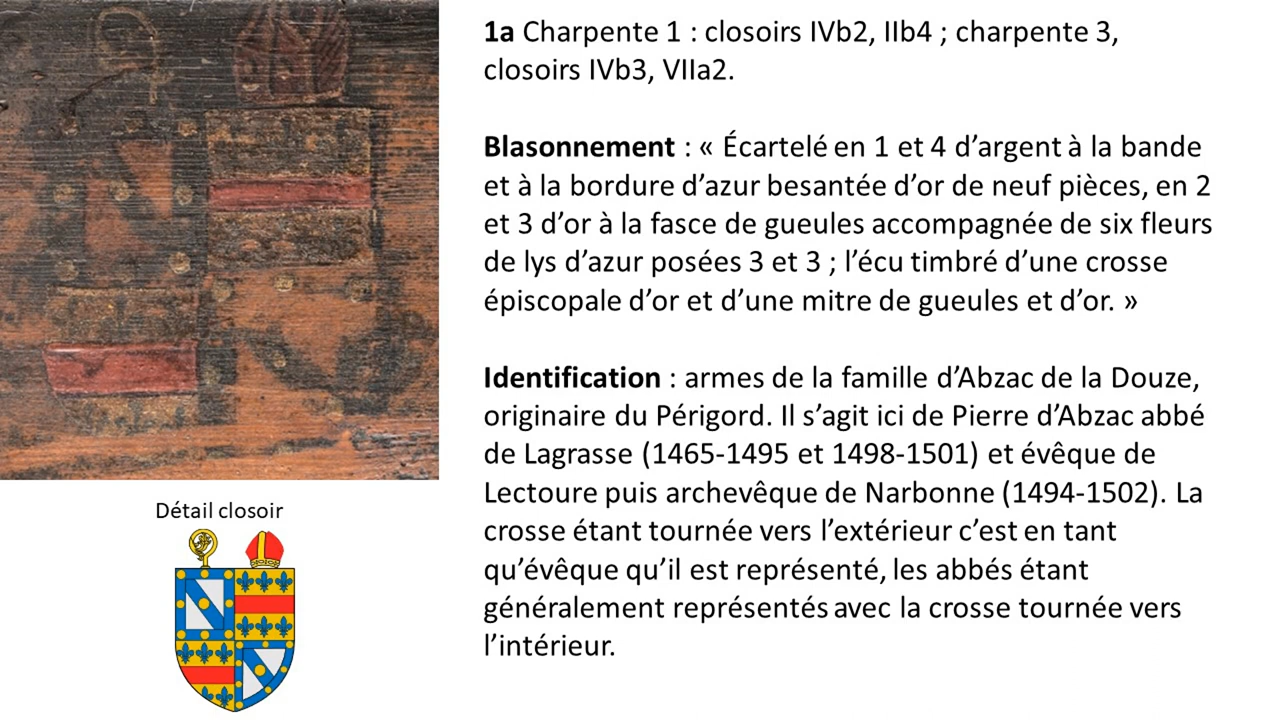 1a Charpente 1 : closoirs IVb2, IIb4 ; charpente 3,
closoirs IVb3, VIIa2.
Blasonnement : « Écartelé en 1 et 4 d’argent à la bande
et à la bordure d’azur besantée d’or de neuf pièces, en 2
et 3 d’or à la fasce de gueules accompagnée de six fleurs
de lys d’azur posées 3 et 3 ; l’écu timbré d’une crosse
épiscopale d’or et d’une mitre de gueules et d’or. »
Identification : armes de la famille d’Abzac de la Douze,
originaire du Périgord. Il s’agit ici de Pierre d’Abzac abbé
de Lagrasse (1465-1495 et 1498-1501) et évêque de
Lectoure puis archevêque de Narbonne (1494-1502). La
crosse étant tournée vers l’extérieur c’est en tant
qu’évêque qu’il est représenté, les abbés étant
généralement représentés avec la crosse tournée vers
l’intérieur.
Détail closoir